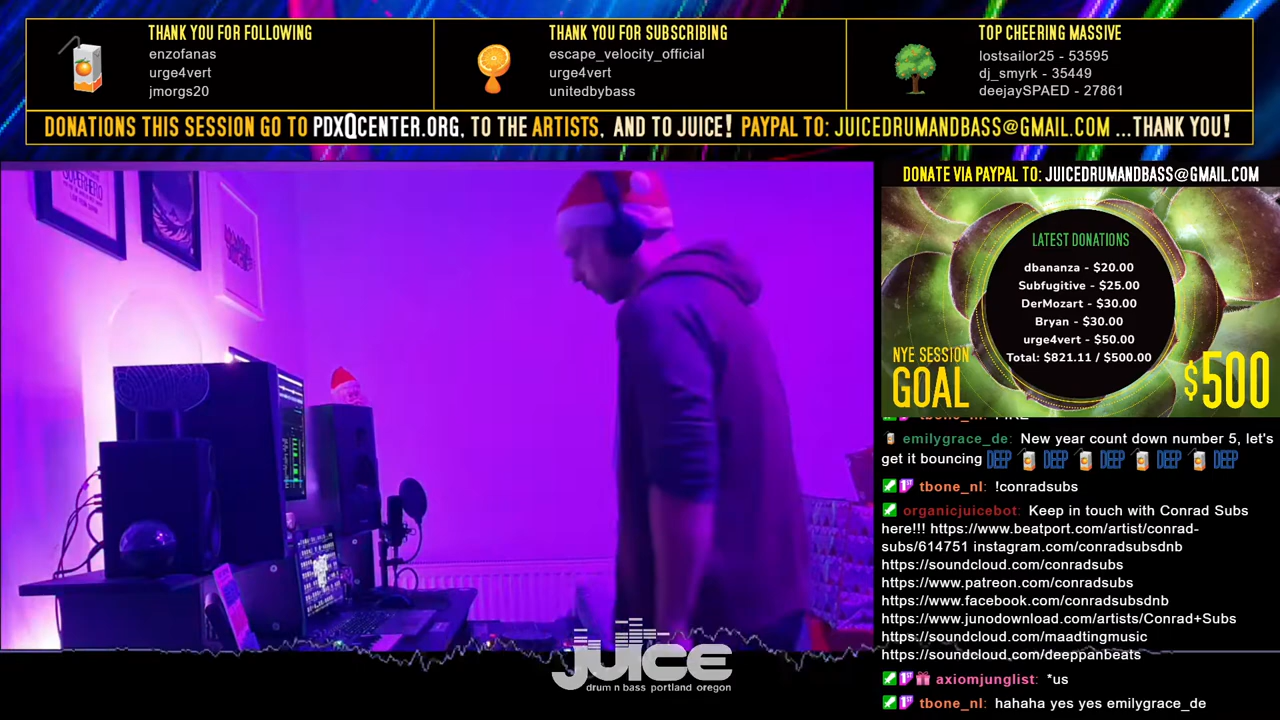 THANK YOU FOR FOLLOWING
enzofanas
urge4vert
jmorgs20
THANK YOU FOR SUBSCRIBING
escape_velocity_official
urge4vert
unitedbybass
TOP CHEERING MASSIVE
lostsailor25 - 53595
dj_smyrk - 35449
deejaySPAED - 27861
DONATIONS THIS SESSION GO TO PDXQCENTER.ORG, TO THE ARTISTS, AND TO JUICE! PAYPAL TO: JUICEDRUMANDBASS@GMAIL.COM ...THANK YOU!
SUPERHERO
DONATE VIA PAYPAL TO: JUICEDRUMANDBASS@GMAIL.COM
LATEST DONATIONS
dbananza - $20.00
Subfugitive - $25.00
DerMozart - $30.00
Bryan - $30.00
urge4vert - $50.00
Total: $821.11 / $500.00
NYE SESSION
GOAL
$500
emilygrace_de: New year count down number 5, let's
get it bouncing DEEP DEEP DEEP DEEP DEEP
tbone_nl: !conradsubs
organicjuicebot: Keep in touch with Conrad Subs
here!!! https://www.beatport.com/artist/conrad-
subs/614751 instagram.com/conradsubsdnb
https://soundcloud.com/conradsubs
https://www.patreon.com/conradsubs
https://www.facebook.com/conradsubsdnb
https://www.junodownload.com/artists/Conrad+Subs
https://soundcloud.com/maadtingmusic
https://soundcloud.com/deeppanbeats
axiomjunglist: *us
tbone_nl: hahaha yes yes emilygrace_de
JUICE
drum n bass portland oregon